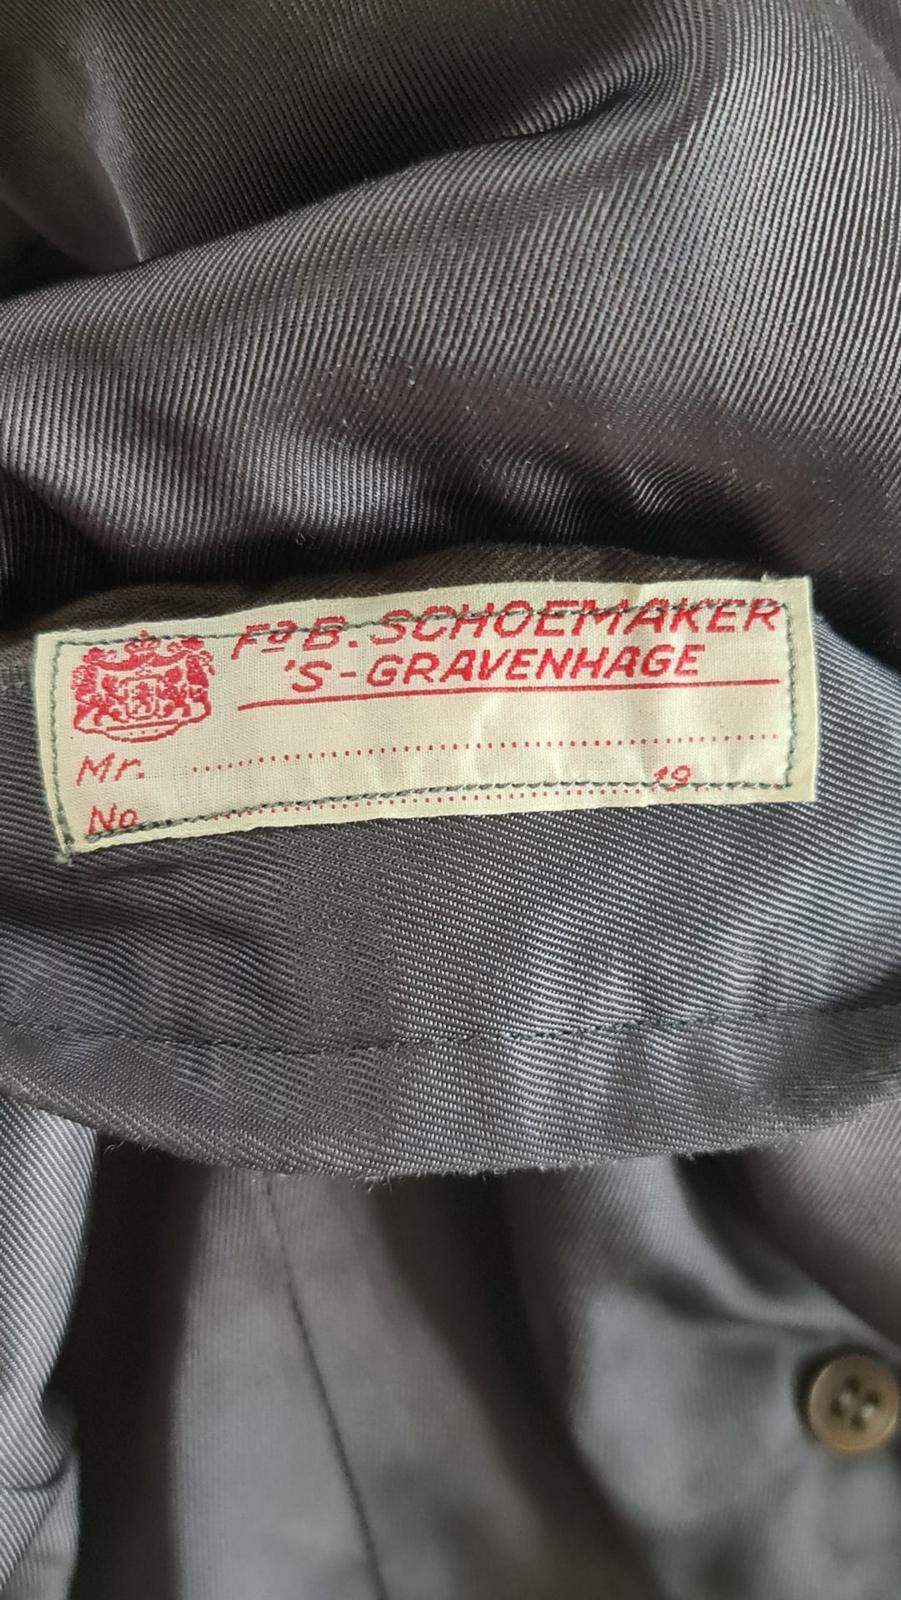 Fa B. SCHOEMAKER
'S-GRAVENHAGE
Mr.
No 19